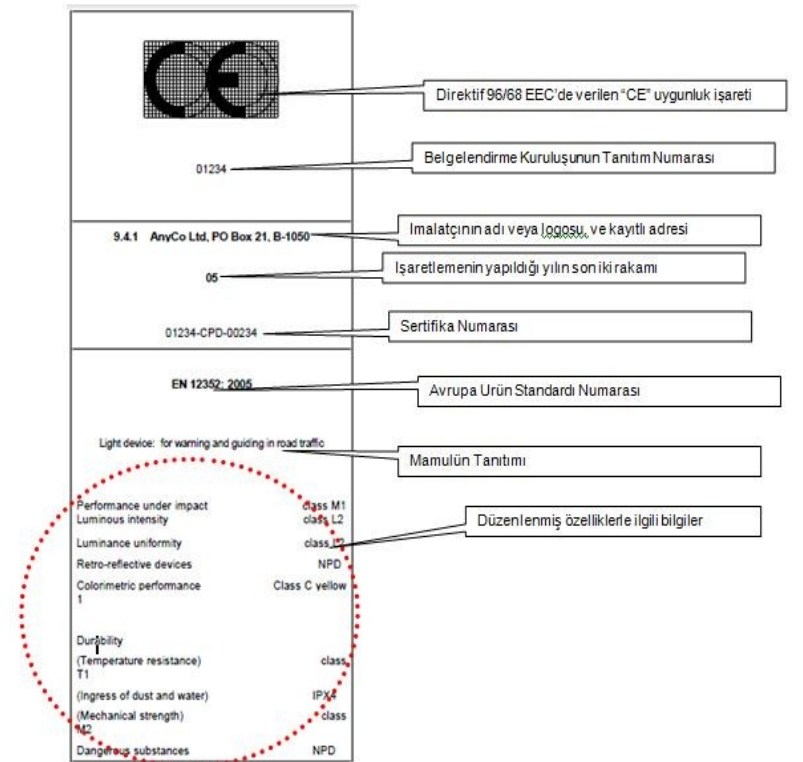 CE
Direktif 96/68 EEC'de verilen "CE" uygunluk işareti
01234
Belgelendirme Kuruluşunun Tanıtım Numarası
9.4.1 AnyCo Ltd, PO Box 21, B-1050
Imalatçının adı veya logosu, ve kayıtlı adresi
05
Işaretlemenin yapıldığı yılın son iki rakamı
01234-CPD-00234
Sertifika Numarası
EN 12352: 2005
Avrupa Urün Standardı Numarası
Light device: for warning and guiding in road traffic
Mamulün Tanıtımı
Performance under impact class M1
Luminous intensity class L2
Düzenlenmiş özelliklerle ilgili bilgiler
Luminance uniformity class L2
Retro-reflective devices NPD
Colorimetric performance Class C yellow
1
Durability
(Temperature resistance) class
T1
(Ingress of dust and water) IPX4
(Mechanical strength) class
M2
Dangerous substances NPD